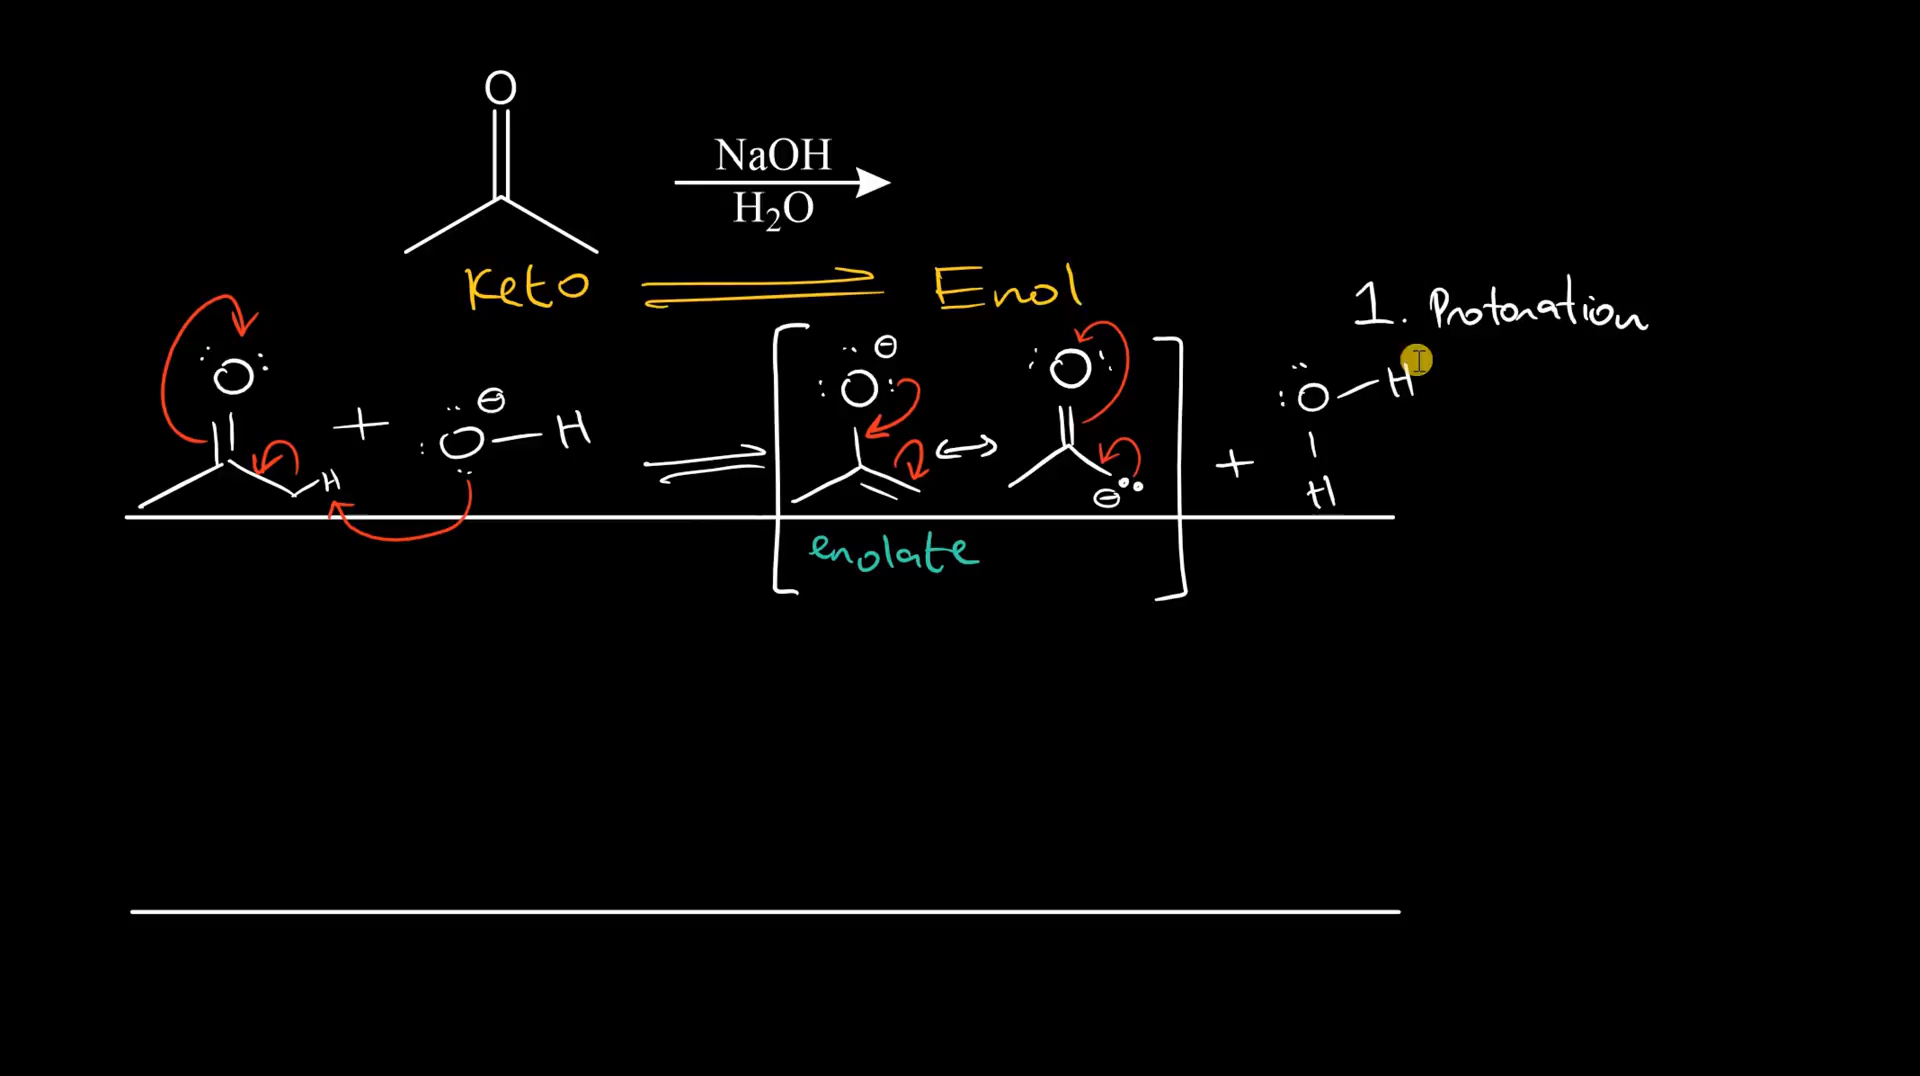 O
NaOH
H₂O
Keto ⇌ Enol
1. Protonation
:O: + :O⊖—H ⇌ [ :O:⊖ ↔ :O: ] + :O—H
H
⊖
H
enolate